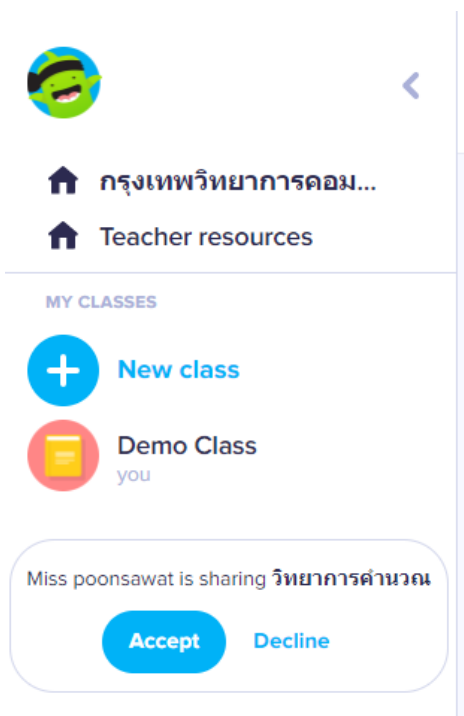 กรุงเทพวิทยาการคอม...
Teacher resources
MY CLASSES
New class
Demo Class
you
Miss poonsawat is sharing วิทยาการคำนวณ
Accept Decline